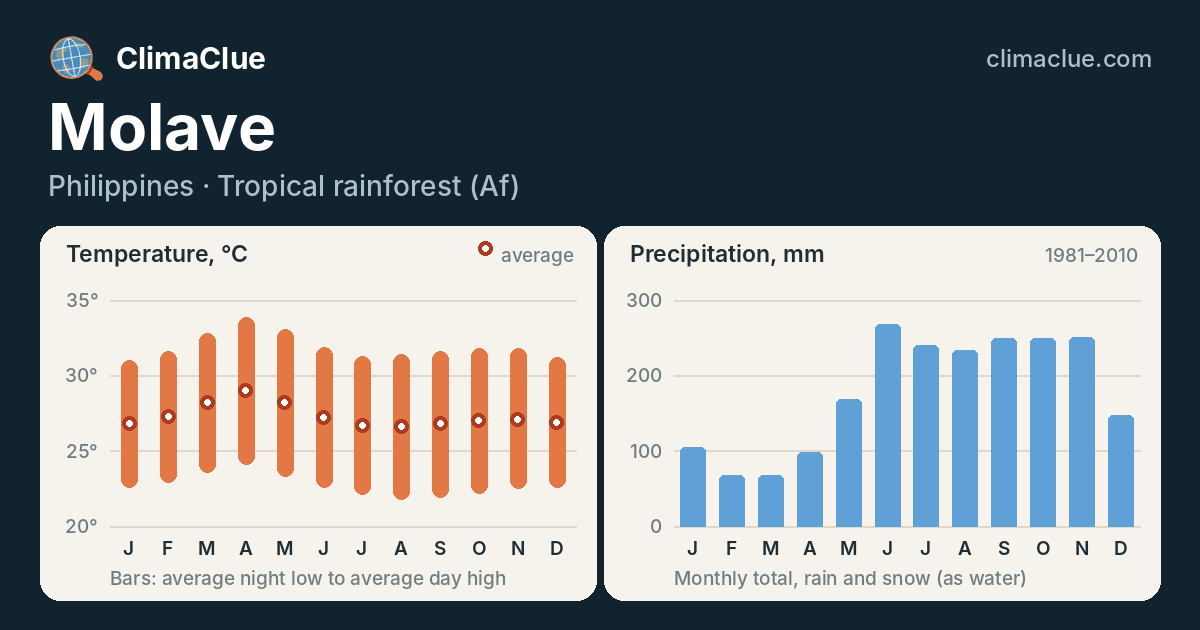 ClimaClue
climaclue.com
Molave
Philippines · Tropical rainforest (Af)
Temperature, °C
average
35°
30°
25°
20°
J F M A M J J A S O N D
Bars: average night low to average day high
Precipitation, mm
1981–2010
300
200
100
0
J F M A M J J A S O N D
Monthly total, rain and snow (as water)